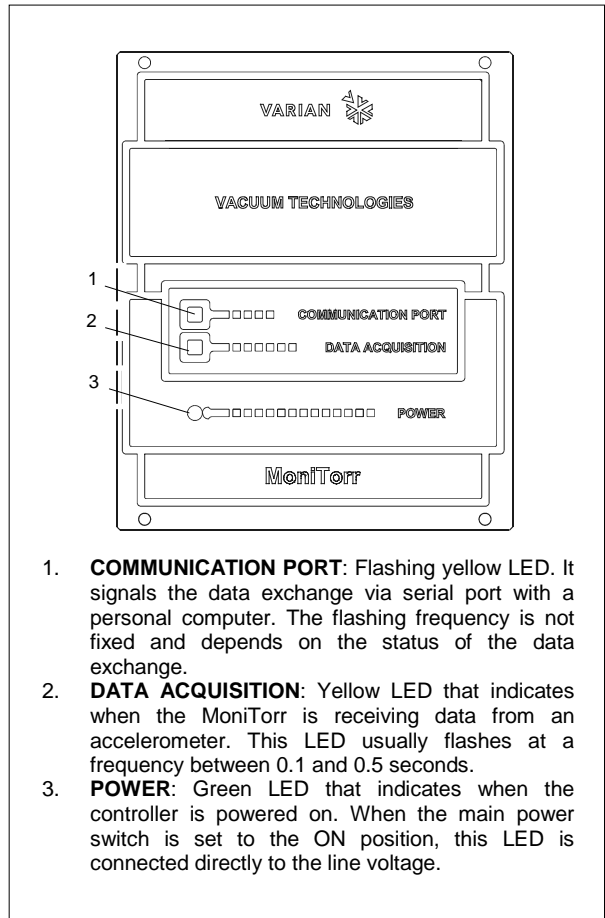 VARIAN
VACUUM TECHNOLOGIES
1
COMMUNICATION PORT
2
DATA ACQUISITION
3
POWER
MoniTorr
1. COMMUNICATION PORT: Flashing yellow LED. It
signals the data exchange via serial port with a
personal computer. The flashing frequency is not
fixed and depends on the status of the data
exchange.
2. DATA ACQUISITION: Yellow LED that indicates
when the MoniTorr is receiving data from an
accelerometer. This LED usually flashes at a
frequency between 0.1 and 0.5 seconds.
3. POWER: Green LED that indicates when the
controller is powered on. When the main power
switch is set to the ON position, this LED is
connected directly to the line voltage.